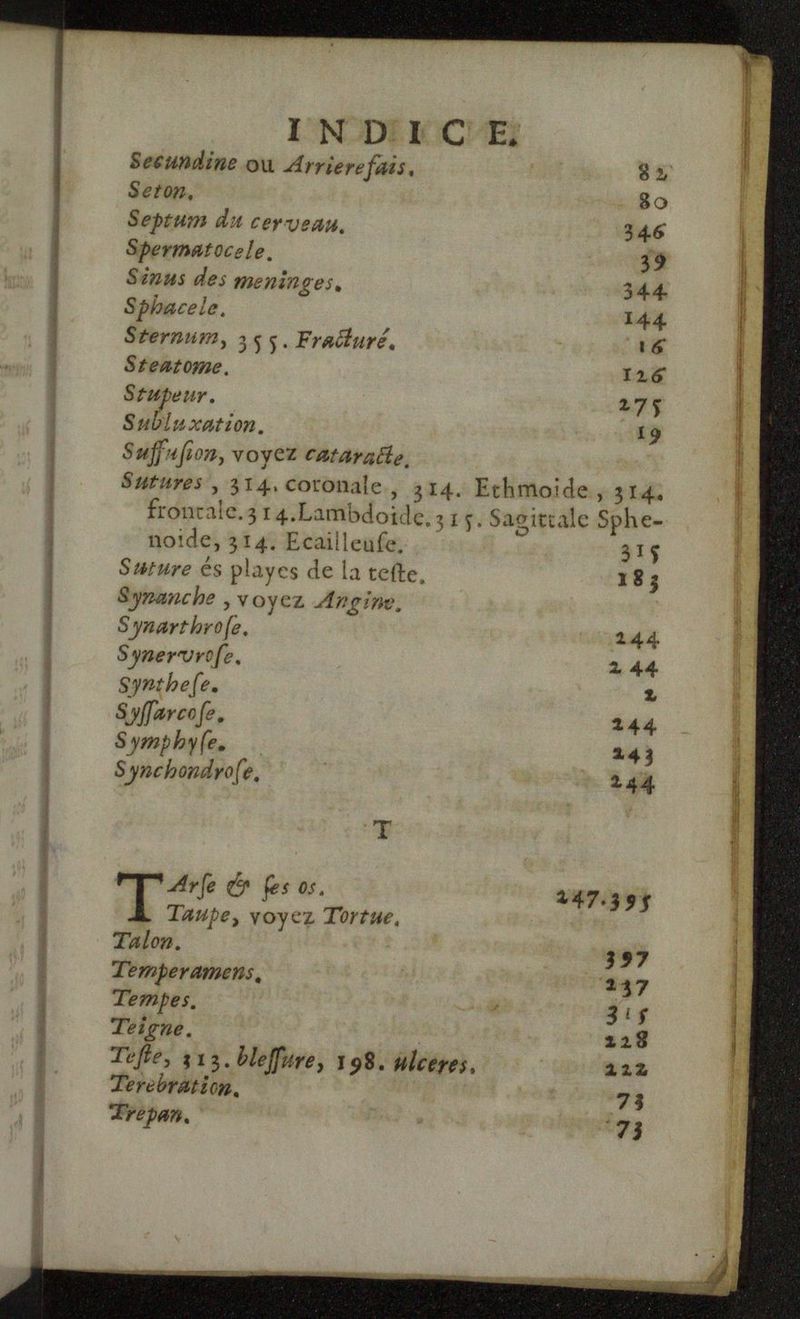 INDICE.
Secundine ou Arrierefais. 82
Seton. 80
Septum du cerveau. 346
Spermatocele. 39
Sinus des meninges. 344
Sphacele. 144
Sternum, 355. Fracturé. 16
Steatome. 126
Stupeur. 275
Subluxation. 19
Suffuſion, voyez cataracte.
Sutures, 314. coronale, 314. Ethmoide, 314.
frontale. 314. Lambdoide. 315. Sagittale Sphe-
noide, 314. Ecailleuſe. 315
Suture és playes de la teſte. 183
Synanche, voyez Angine.
Synarthroſe. 244
Synervroſe. 244
Syntheſe. 2
Syſſarcoſe. 244
Symphyſe. 243
Synchondroſe. 244
T
TArſe & ſes os. 247.395
Taupe, voyez Tortue.
Talon. 397
Temperamens. 237
Tempes. 315
Teigne. 228
Teſte, 313. bleſſure, 198. ulceres. 222
Terebration. 73
Trepan. 73